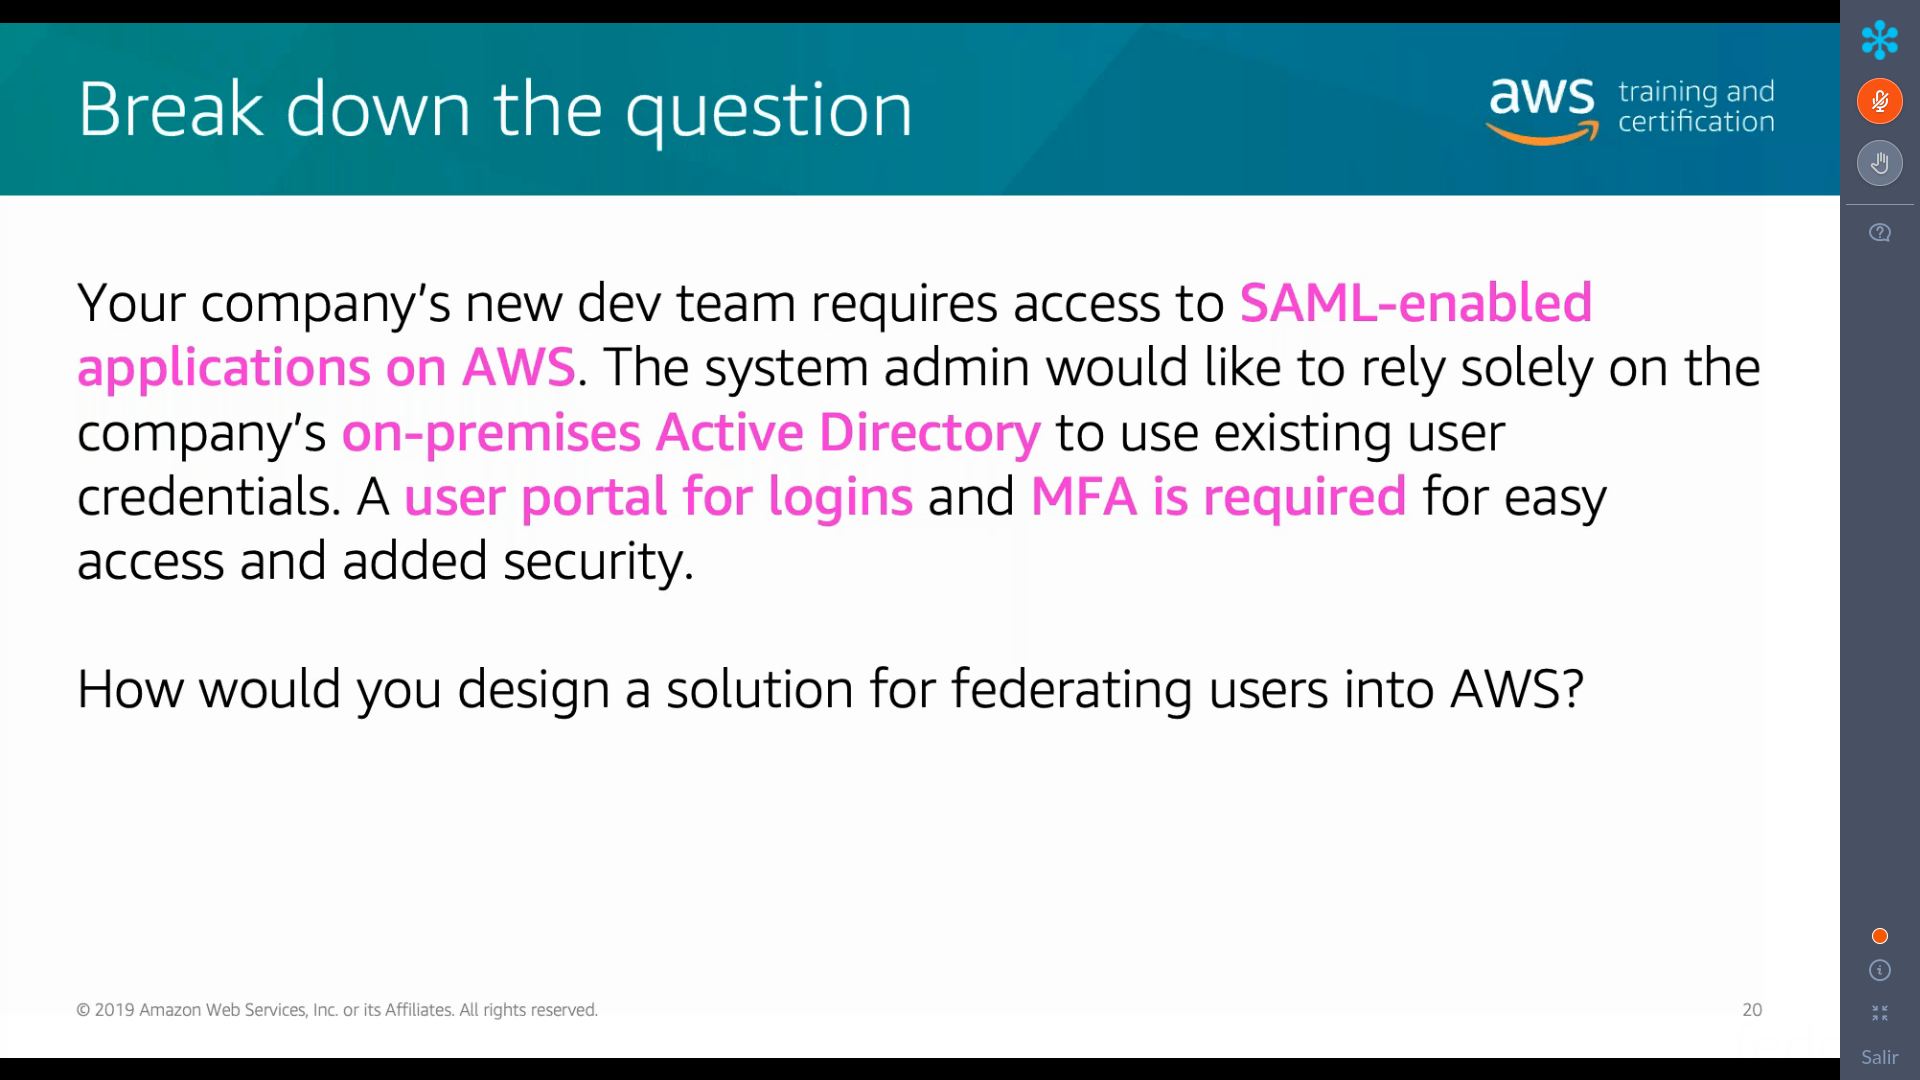 Break down the question
aws training and
certification
Your company's new dev team requires access to SAML-enabled
applications on AWS. The system admin would like to rely solely on the
company's on-premises Active Directory to use existing user
credentials. A user portal for logins and MFA is required for easy
access and added security.
How would you design a solution for federating users into AWS?
© 2019 Amazon Web Services, Inc. or its Affiliates. All rights reserved.
20
Salir